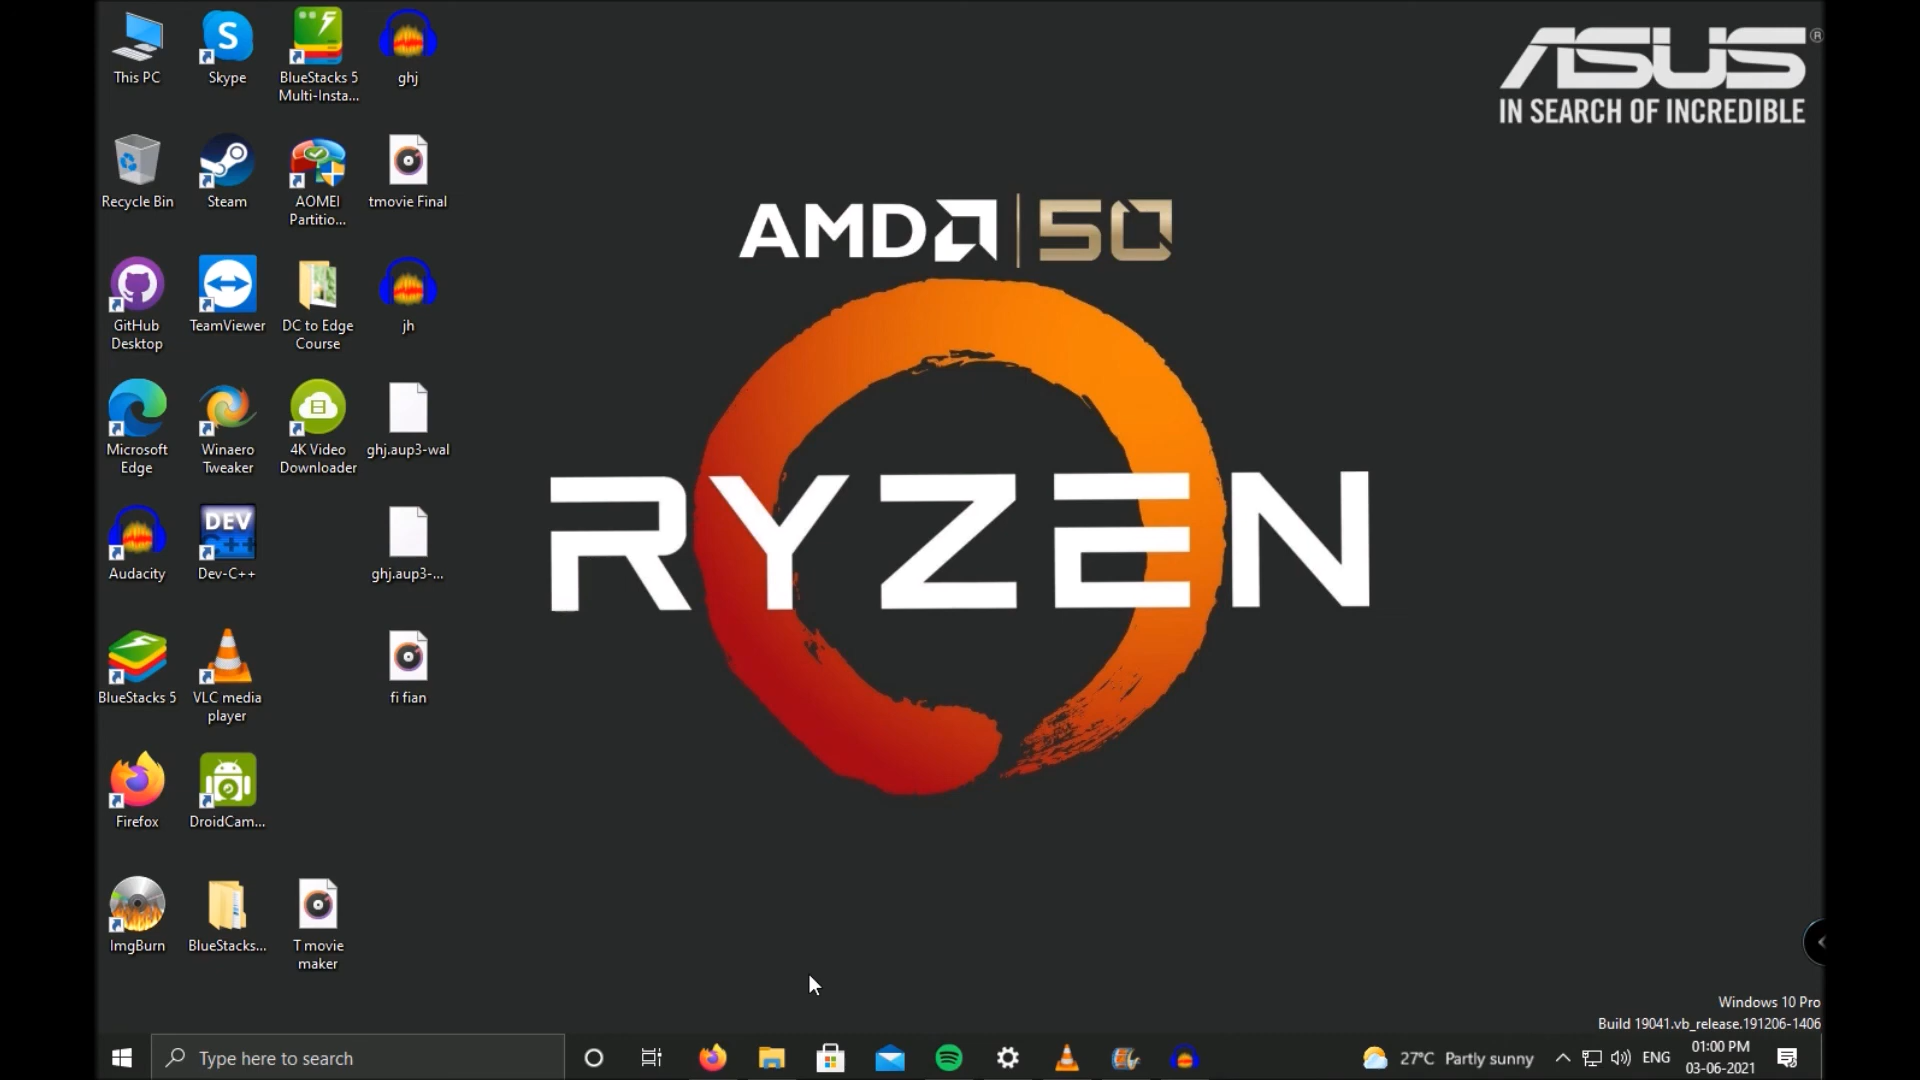 This PC
Skype
BlueStacks 5
Multi-Insta...
ghj
ASUS®
IN SEARCH OF INCREDIBLE
Recycle Bin
Steam
AOMEI
Partitio...
tmovie Final
AMD 50
GitHub
Desktop
TeamViewer
DC to Edge
Course
jh
Microsoft
Edge
Winaero
Tweaker
4K Video
Downloader
ghj.aup3-wal
RYZEN
Audacity
DEV
C++
Dev-C++
ghj.aup3-...
BlueStacks 5
VLC media
player
fi fian
Firefox
DroidCam...
ImgBurn
BlueStacks...
T movie
maker
Windows 10 Pro
Build 19041.vb_release.191206-1406
Type here to search
27°C Partly sunny
ENG
01:00 PM
03-06-2021